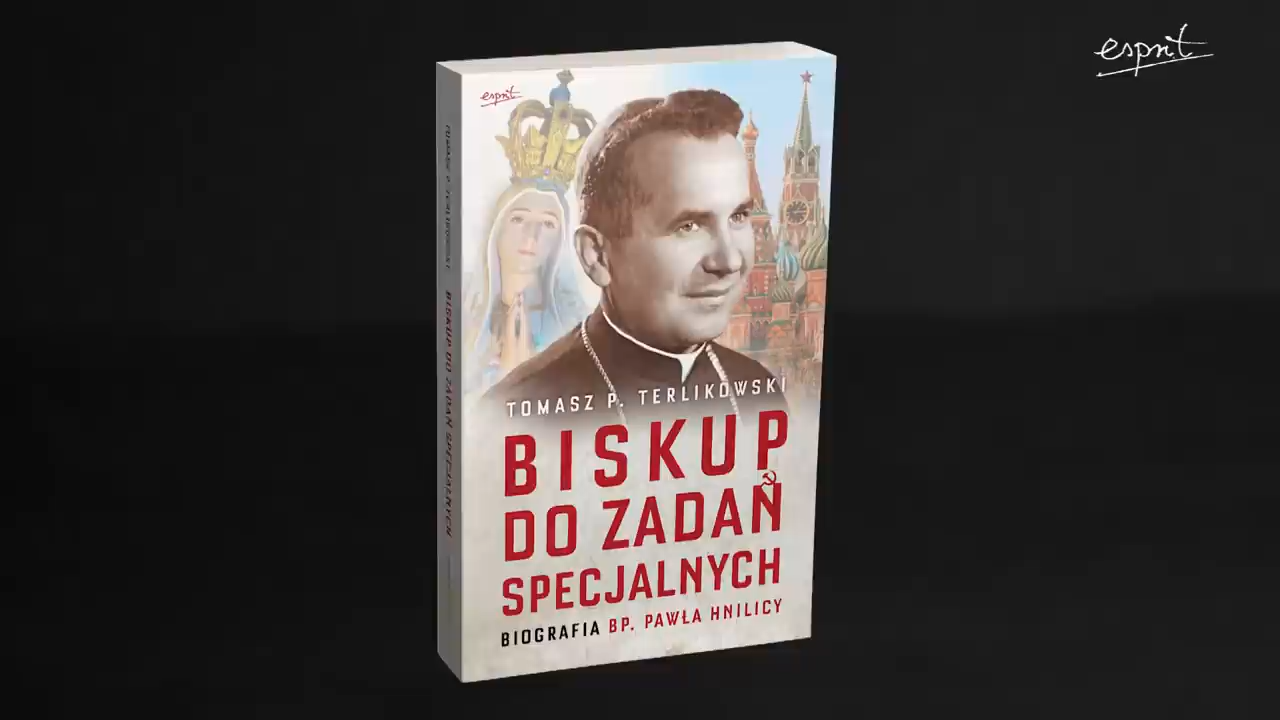 esprit
esprit
TOMASZ P. TERLIKOWSKI
BISKUP DO ZADAŃ SPECJALNYCH
TOMASZ P. TERLIKOWSKI
BISKUP
DO ZADAŃ
SPECJALNYCH
BIOGRAFIA BP. PAWŁA HNILICY